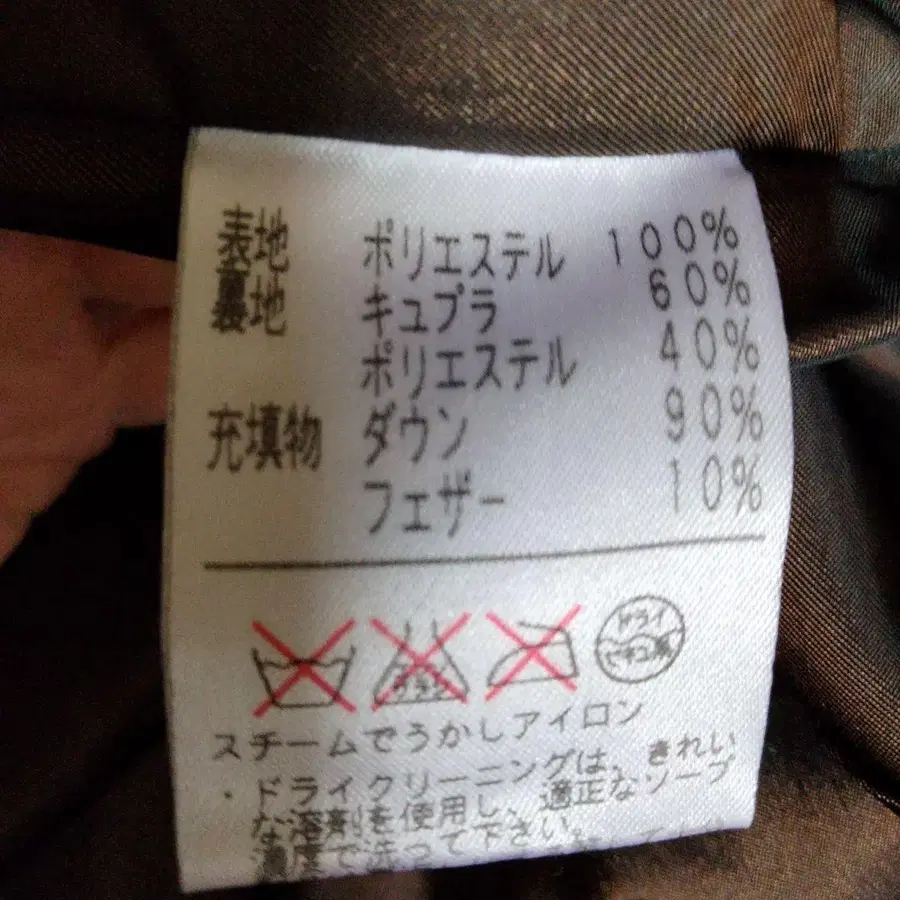 表地 ポリエステル 100%
裏地 キュプラ 60%
ポリエステル 40%
充填物 ダウン 90%
フェザー 10%
ドライ
スチームでうかしアイロン
・ドライクリーニングは、きれい
な溶剤を使用し、適正なソープ
濃度で洗って下さい。